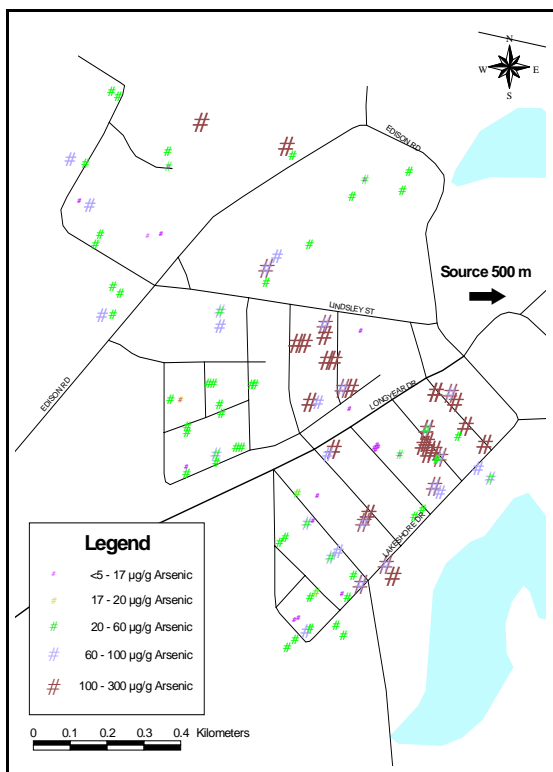 N
W E
S
EDISON RD
Source 500 m
LINDSLEY ST
EDISON RD
LONGYEAR DR
LAKESHORE DR
Legend
# <5 - 17 µg/g Arsenic
# 17 - 20 µg/g Arsenic
# 20 - 60 µg/g Arsenic
# 60 - 100 µg/g Arsenic
# 100 - 300 µg/g Arsenic
0 0.1 0.2 0.3 0.4 Kilometers